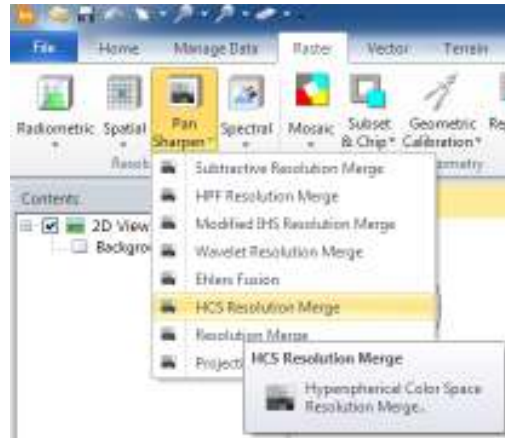 File Home Manage Data Raster Vector Terrain
Radiometric Spatial Pan Sharpen Spectral Mosaic Subset & Chip Geometric Calibration
Contents
Subtractive Resolution Merge
HPF Resolution Merge
Modified IHS Resolution Merge
2D View
Wavelet Resolution Merge
Ehlers Fusion
HCS Resolution Merge
Resolution Merge
HCS Resolution Merge
Hyperspherical Color Space
Resolution Merge.